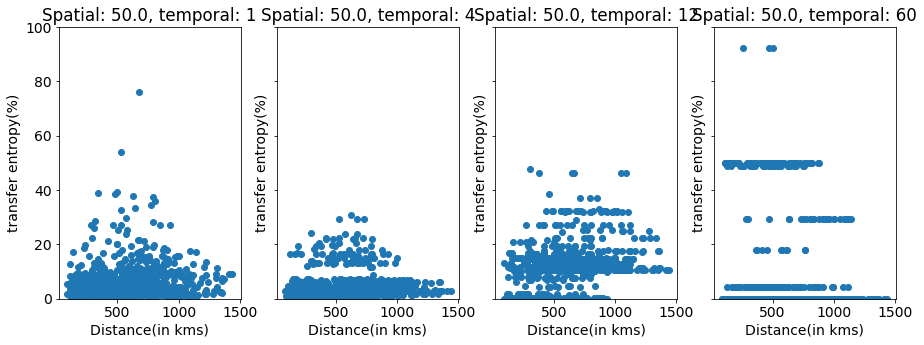 Spatial: 50.0, temporal: 1
Spatial: 50.0, temporal: 4
Spatial: 50.0, temporal: 12
Spatial: 50.0, temporal: 60
100
80
60
40
20
0
transfer entropy(%)
transfer entropy(%)
transfer entropy(%)
transfer entropy(%)
500 1000 1500
500 1000 1500
500 1000 1500
500 1000 1500
Distance(in kms)
Distance(in kms)
Distance(in kms)
Distance(in kms)